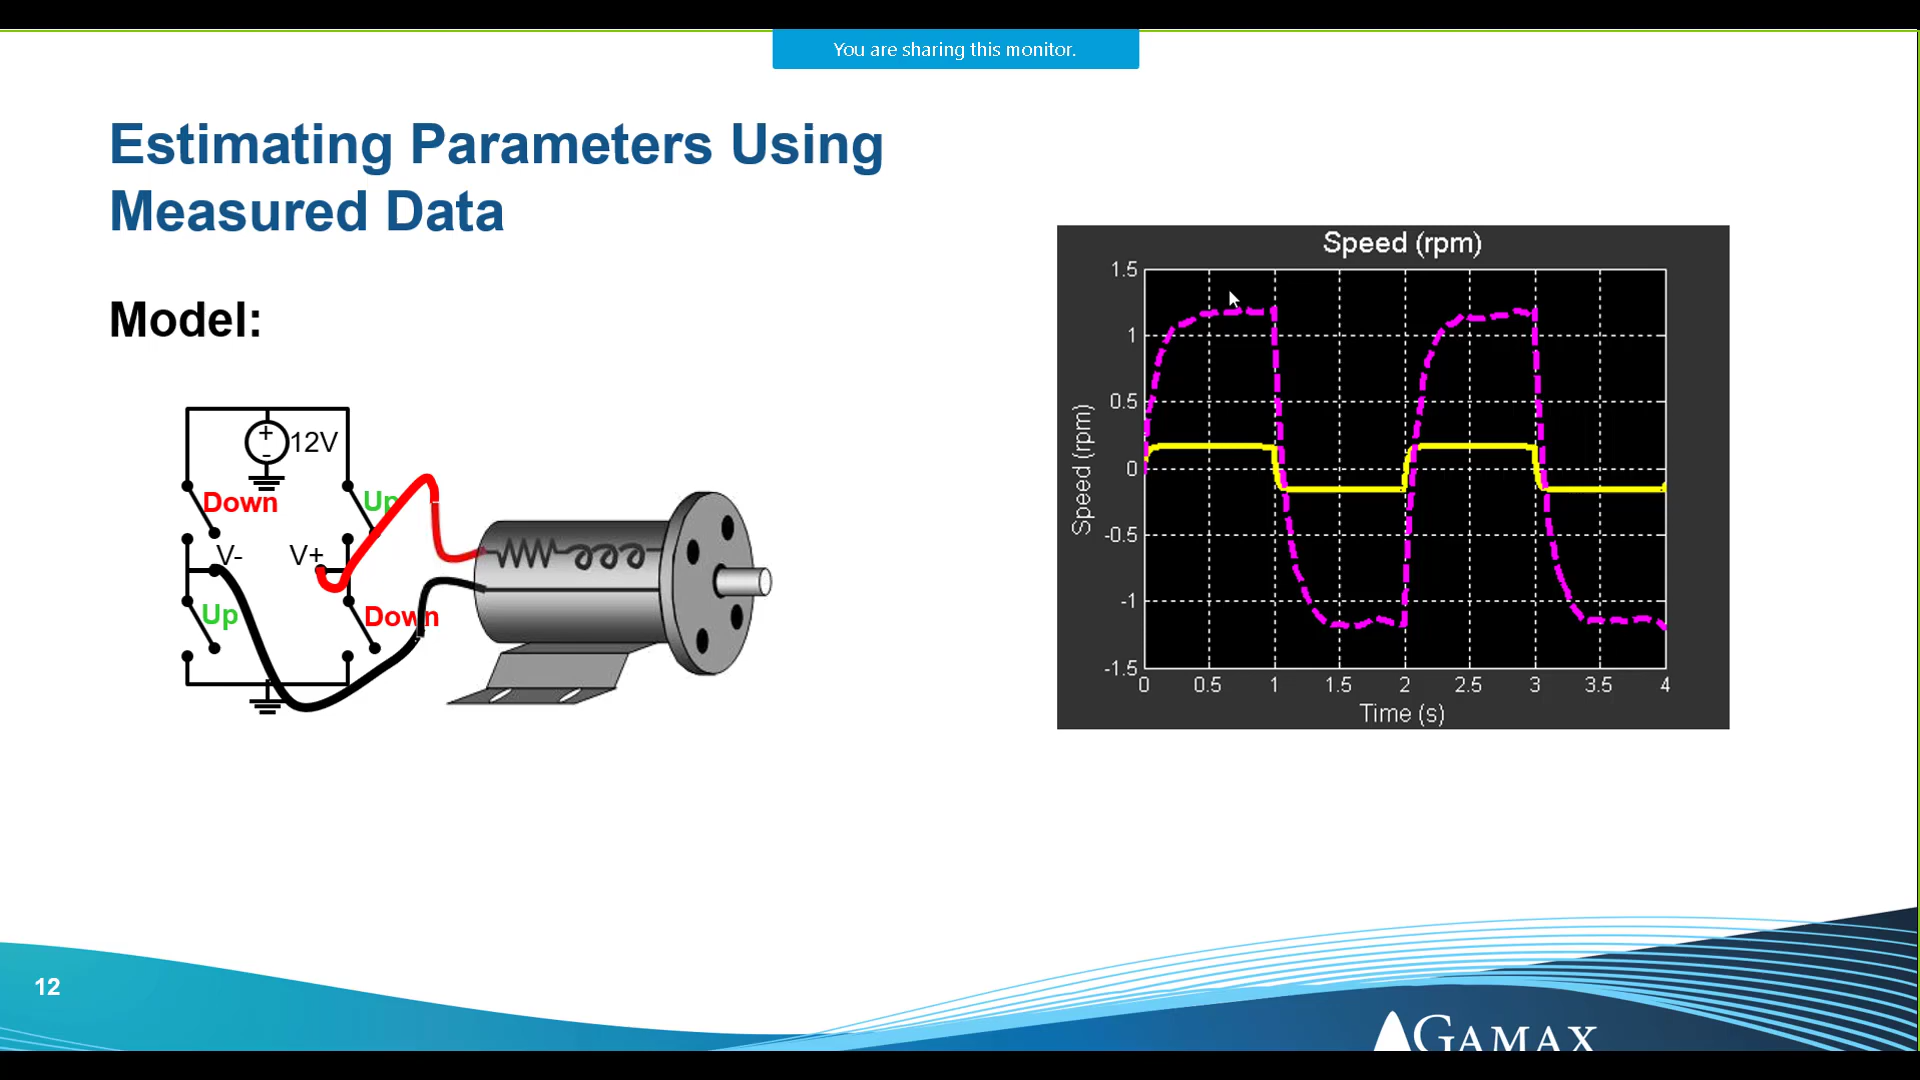 You are sharing this monitor.
Estimating Parameters Using
Measured Data
Model:
+
-
12V
Down
Up
V-
V+
Up
Down
Speed (rpm)
Speed (rpm)
1.5
1
0.5
0
-0.5
-1
-1.5
0 0.5 1 1.5 2 2.5 3 3.5 4
Time (s)
12
GAMAX